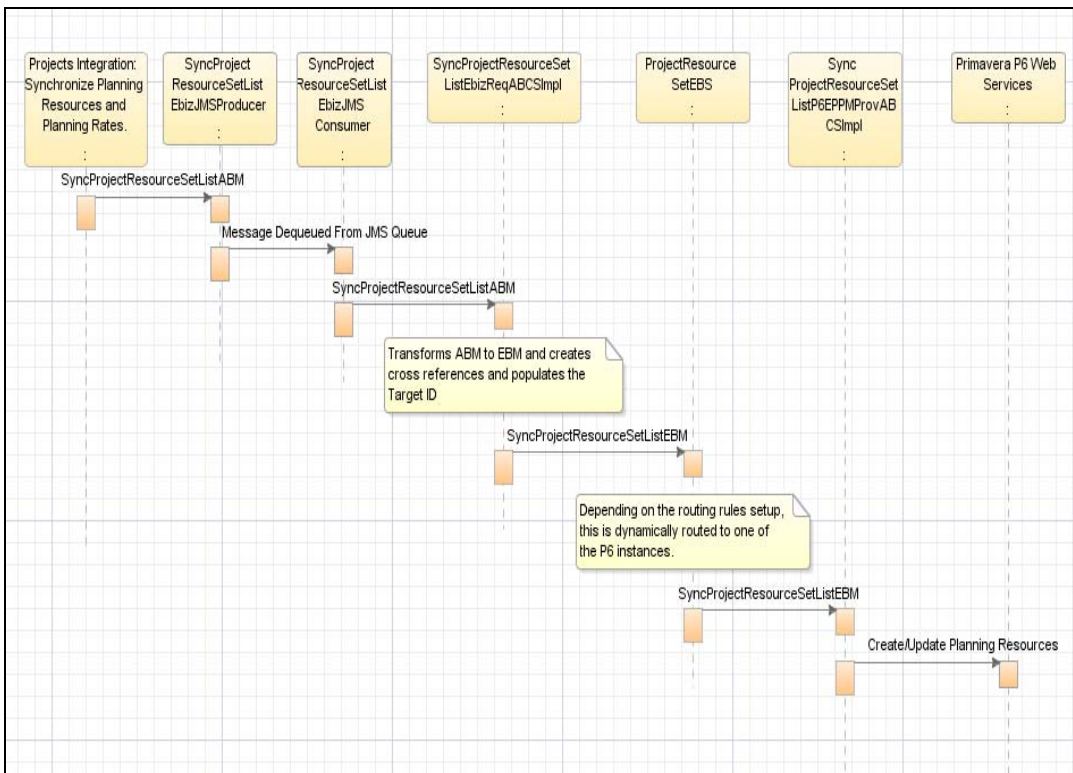 Projects Integration:
Synchronize Planning
Resources and
Planning Rates.
:
SyncProject
ResourceSetList
EbizJMSProducer
:
SyncProject
ResourceSetList
EbizJMS
Consumer
:
SyncProjectResourceSet
ListEbizReqABCSImpl
:
ProjectResource
SetEBS
:
Sync
ProjectResourceSet
ListP6EPPMProvAB
CSImpl
:
Primavera P6 Web
Services
:
SyncProjectResourceSetListABM
Message Dequeued From JMS Queue
SyncProjectResourceSetListABM
Transforms ABM to EBM and creates
cross references and populates the
Target ID
SyncProjectResourceSetListEBM
Depending on the routing rules setup,
this is dynamically routed to one of
the P6 instances.
SyncProjectResourceSetListEBM
Create/Update Planning Resources